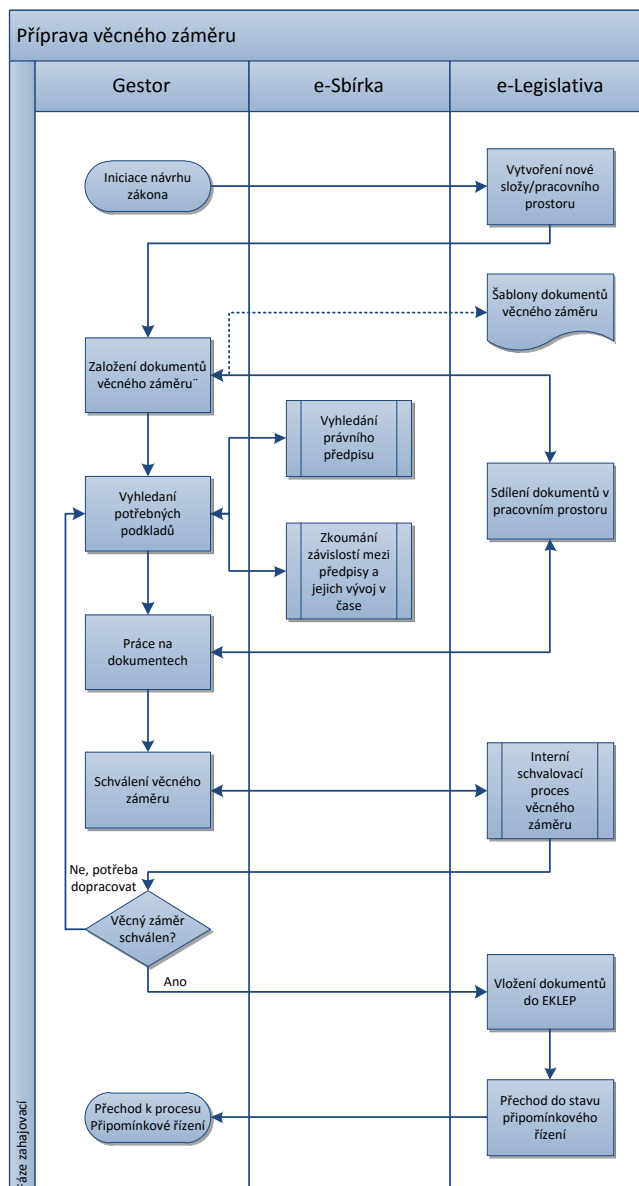 Příprava věcného záměru
Gestor
e-Sbírka
e-Legislativa
Iniciace návrhu
zákona
Vytvoření nové
složy/pracovního
prostoru
Šablony dokumentů
věcného záměru
Založení dokumentů
věcného záměru¨
Vyhledání
právního
předpisu
Vyhledaní
potřebných
podkladů
Sdílení dokumentů v
pracovním prostoru
Zkoumání
závislostí mezi
předpisy a
jejich vývoj v
čase
Práce na
dokumentech
Schválení věcného
záměru
Interní
schvalovací
proces
věcného
záměru
Ne, potřeba
dopracovat
Věcný záměr
schválen?
Ano
Vložení dokumentů
do EKLEP
Přechod k procesu
Připomínkové řízení
Přechod do stavu
připomínkového
řízení
Fáze zahajovací